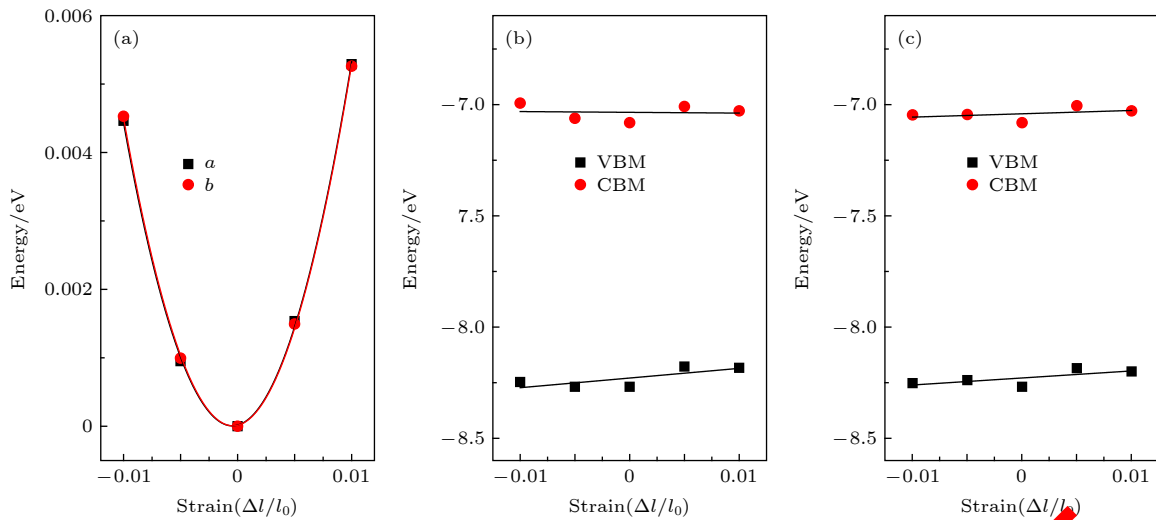 (a)
0.006
0.004
0.002
0
−0.01
0
0.01
Energy/eV
Strain(Δl/l₀)
a
b
(b)
−7.0
−7.5
−8.0
−8.5
−0.01
0
0.01
Energy/eV
Strain(Δl/l₀)
VBM
CBM
(c)
−7.0
−7.5
−8.0
−8.5
−0.01
0
0.01
Energy/eV
Strain(Δl/l₀)
VBM
CBM